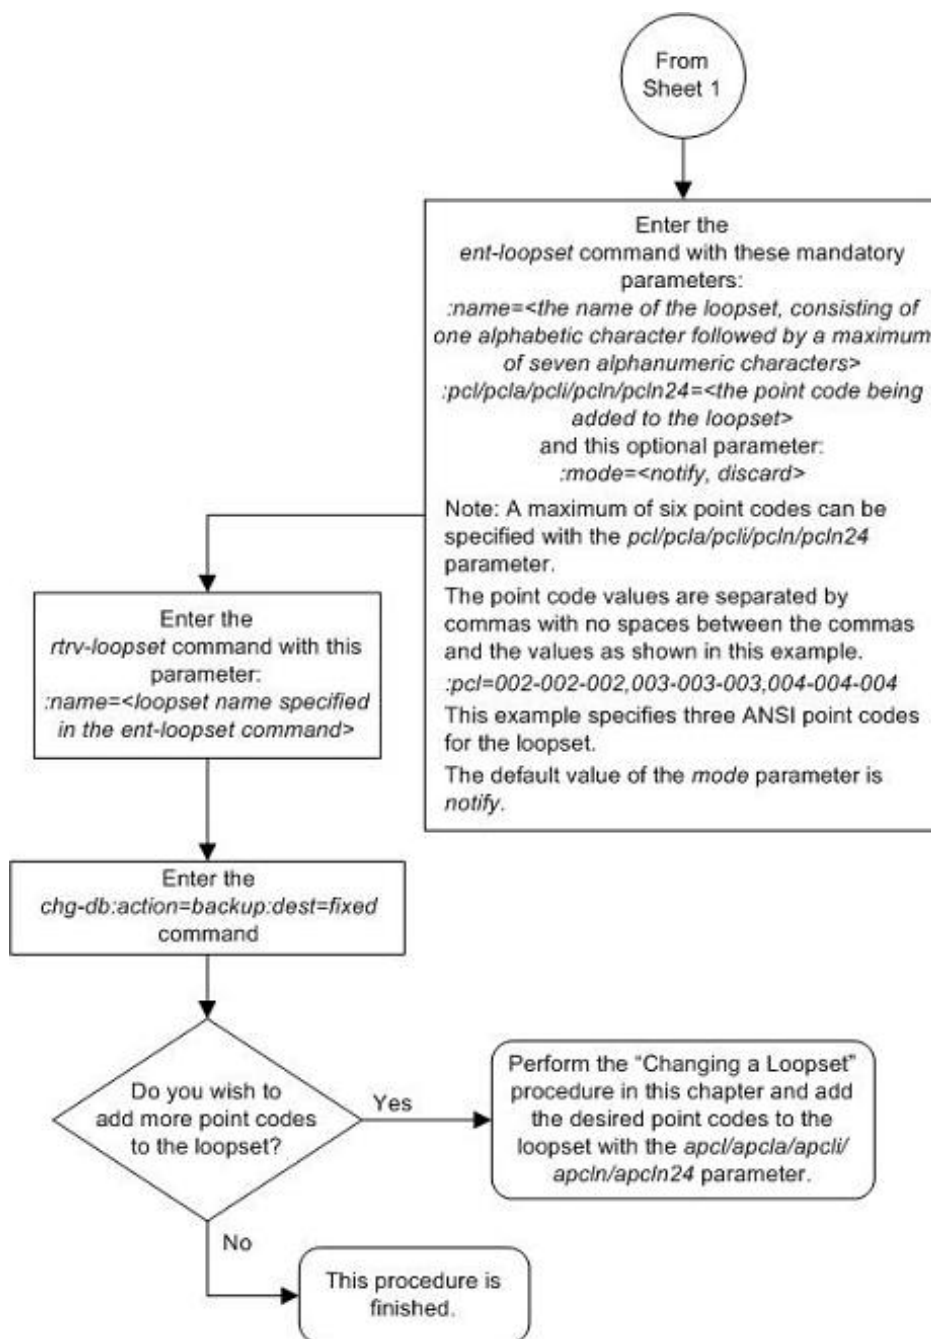 From
Sheet 1
Enter the
ent-loopset command with these mandatory
parameters:
:name=<the name of the loopset, consisting of
one alphabetic character followed by a maximum
of seven alphanumeric characters>
:pcl/pcla/pcli/pcln/pcln24=<the point code being
added to the loopset>
and this optional parameter:
:mode=<notify, discard>
Note: A maximum of six point codes can be
specified with the pcl/pcla/pcli/pcln/pcln24
parameter.
The point code values are separated by
commas with no spaces between the commas
and the values as shown in this example.
:pcl=002-002-002,003-003-003,004-004-004
This example specifies three ANSI point codes
for the loopset.
The default value of the mode parameter is
notify.
Enter the
rtrv-loopset command with this
parameter:
:name=<loopset name specified
in the ent-loopset command>
Enter the
chg-db:action=backup:dest=fixed
command
Do you wish to
add more point codes
to the loopset?
Yes
Perform the “Changing a Loopset”
procedure in this chapter and add
the desired point codes to the
loopset with the apcl/apcla/apcli/
apcln/apcln24 parameter.
No
This procedure is
finished.